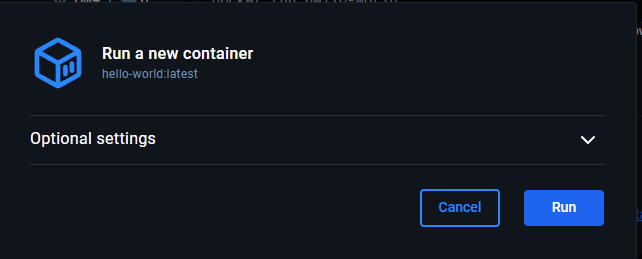 Run a new container
hello-world:latest
Optional settings
Cancel
Run